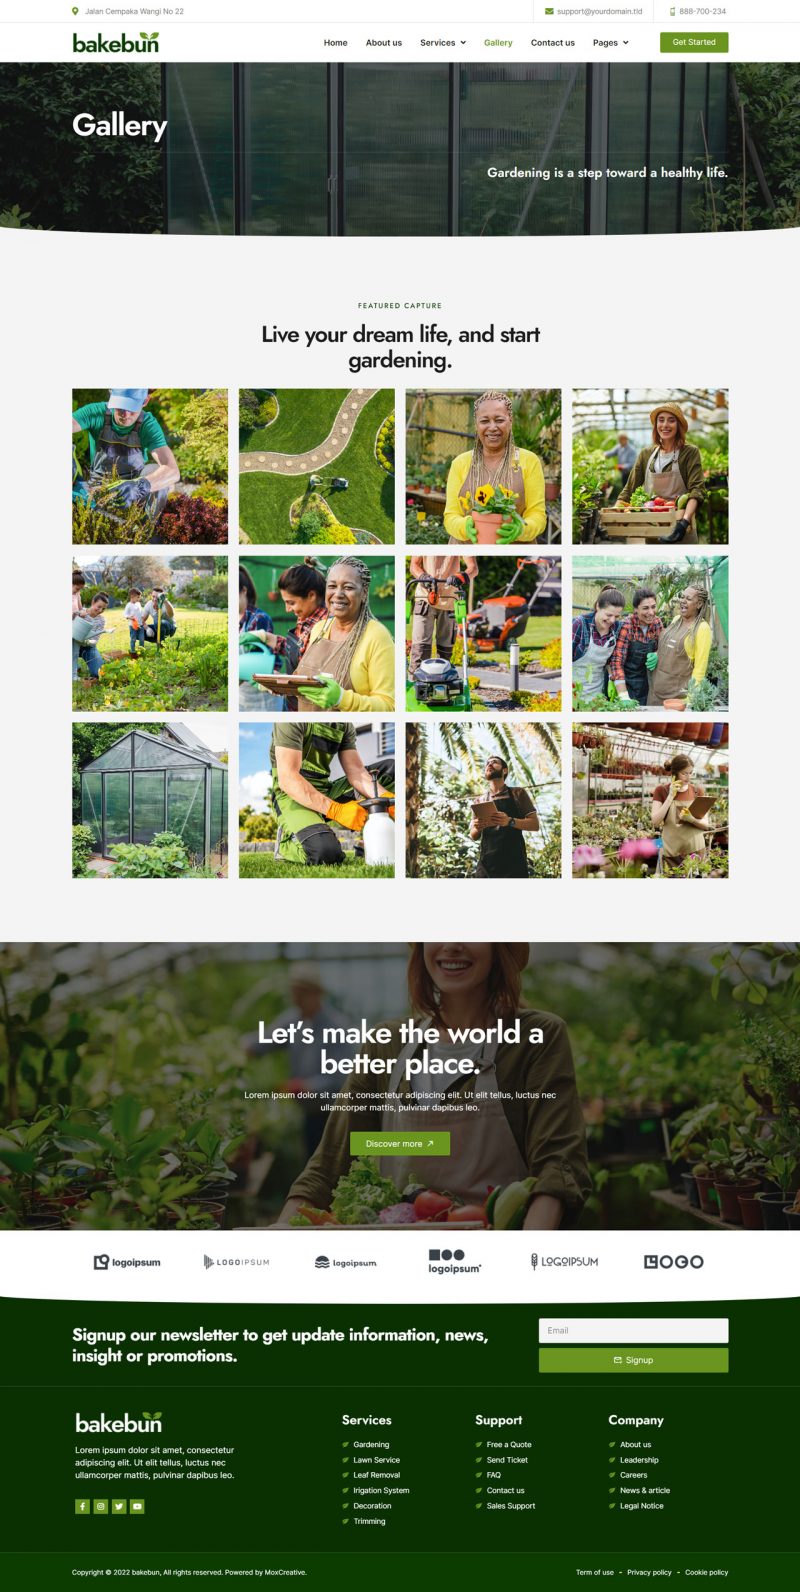 Jalan Cempaka Wangi No 22
support@yourdomain.tld
888-700-234
bakebun
Home
About us
Services
Gallery
Contact us
Pages
Get Started
Gallery
Gardening is a step toward a healthy life.
FEATURED CAPTURE
Live your dream life, and start
gardening.
Let's make the world a
better place.
Lorem ipsum dolor sit amet, consectetur adipiscing elit. Ut elit tellus, luctus nec
ullamcorper mattis, pulvinar dapibus leo.
Discover more
logoipsum
LOGOIPSUM
logoipsum
logoipsum
LOGOIPSUM
LOGO
Signup our newsletter to get update information, news,
insight or promotions.
Email
Signup
bakebun
Lorem ipsum dolor sit amet, consectetur
adipiscing elit. Ut elit tellus, luctus nec
ullamcorper mattis, pulvinar dapibus leo.
Services
Gardening
Lawn Service
Leaf Removal
Irigation System
Decoration
Trimming
Support
Free a Quote
Send Ticket
FAQ
Contact us
Sales Support
Company
About us
Leadership
Careers
News & article
Legal Notice
Copyright © 2022 bakebun, All rights reserved. Powered by MoxCreative.
Term of use - Privacy policy - Cookie policy